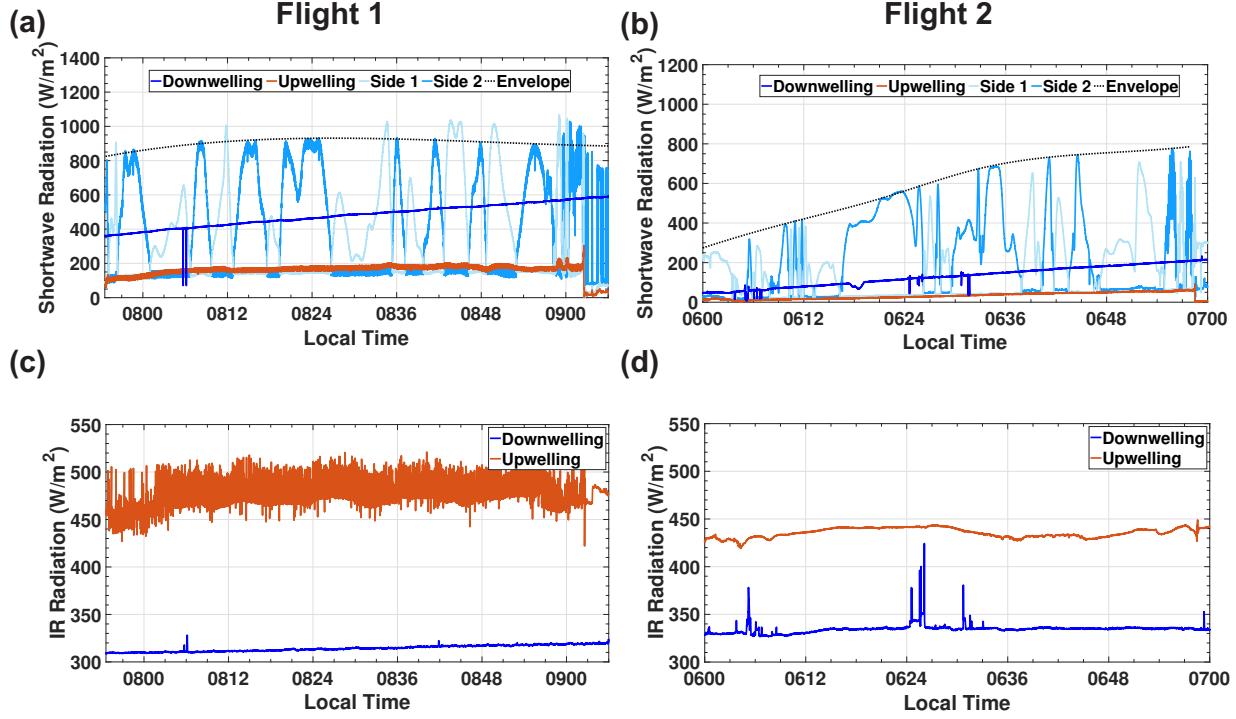 Flight 1
Flight 2
(a)
(b)
Shortwave Radiation (W/m²)
1400
1200
1000
800
600
400
200
0
Downwelling Upwelling Side 1 Side 2 Envelope
0800 0812 0824 0836 0848 0900
Local Time
Shortwave Radiation (W/m²)
1200
1000
800
600
400
200
0
Downwelling Upwelling Side 1 Side 2 Envelope
0600 0612 0624 0636 0648 0700
Local Time
(c)
(d)
IR Radiation (W/m²)
550
500
450
400
350
300
Downwelling
Upwelling
0800 0812 0824 0836 0848 0900
Local Time
IR Radiation (W/m²)
550
500
450
400
350
300
Downwelling
Upwelling
0600 0612 0624 0636 0648 0700
Local Time